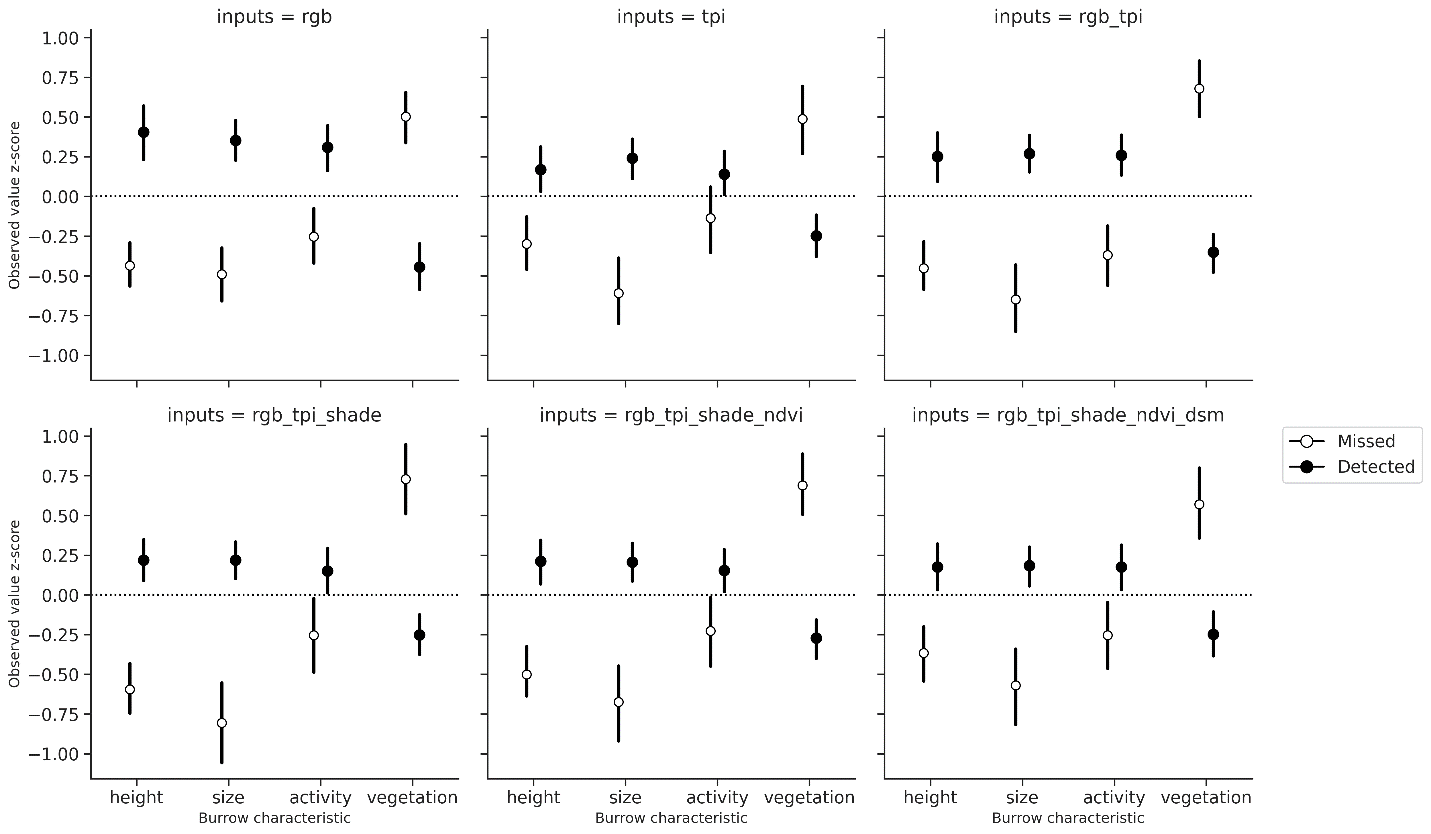 inputs = rgb
inputs = tpi
inputs = rgb_tpi
1.00
0.75
0.50
0.25
0.00
−0.25
−0.50
−0.75
−1.00
Observed value z-score
inputs = rgb_tpi_shade
inputs = rgb_tpi_shade_ndvi
inputs = rgb_tpi_shade_ndvi_dsm
1.00
0.75
0.50
0.25
0.00
−0.25
−0.50
−0.75
−1.00
Observed value z-score
Missed
Detected
height size activity vegetation
height size activity vegetation
height size activity vegetation
Burrow characteristic
Burrow characteristic
Burrow characteristic